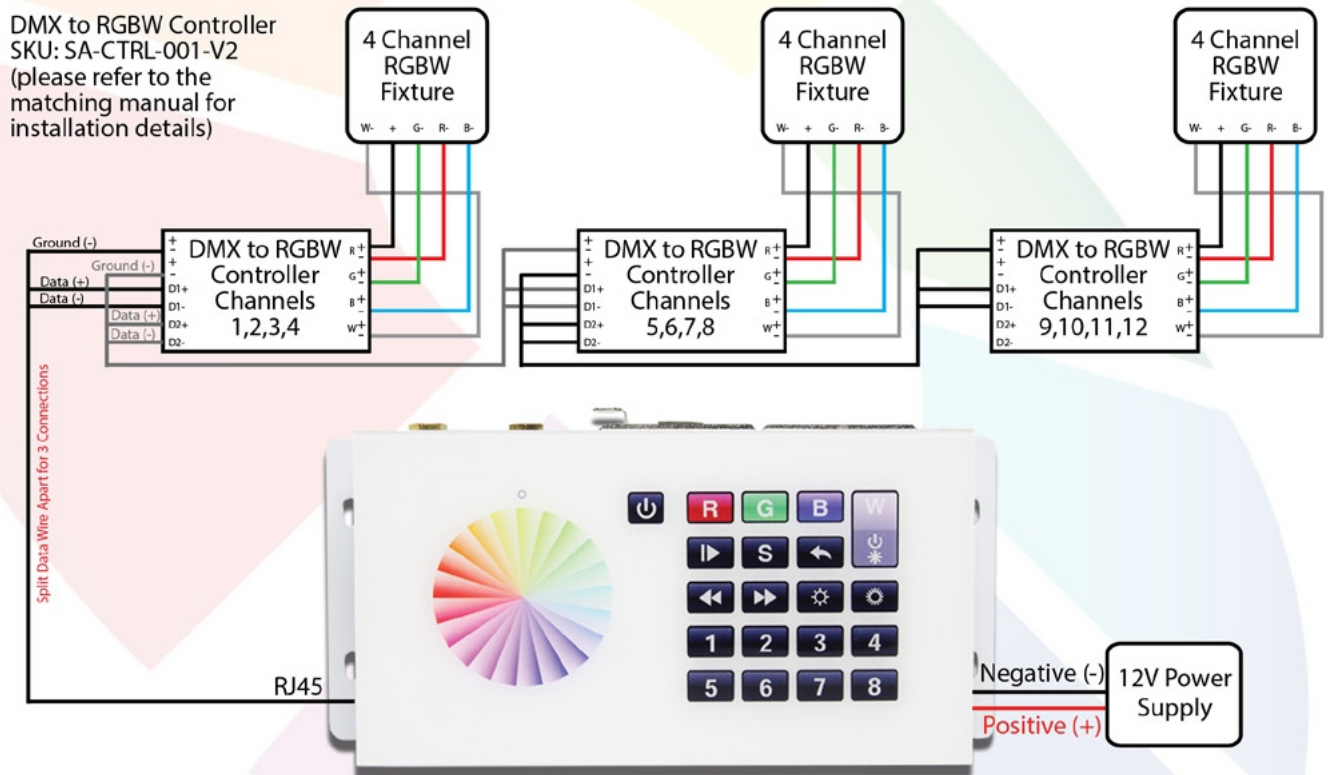 DMX to RGBW Controller
SKU: SA-CTRL-001-V2
(please refer to the
matching manual for
installation details)
4 Channel
RGBW
Fixture
W- + G- R- B-
4 Channel
RGBW
Fixture
W- + G- R- B-
4 Channel
RGBW
Fixture
W- + G- R- B-
Ground (-)
Ground (-)
Data (+)
Data (-)
Data (+)
Data (-)
+
-
+
-
D1+
D1-
D2+
D2-
DMX to RGBW
Controller
Channels
1,2,3,4
R + -
G + -
B + -
W + -
+
-
+
-
D1+
D1-
D2+
D2-
DMX to RGBW
Controller
Channels
5,6,7,8
R + -
G + -
B + -
W + -
+
-
+
-
D1+
D1-
D2+
D2-
DMX to RGBW
Controller
Channels
9,10,11,12
R + -
G + -
B + -
W + -
Split Data Wire Apart for 3 Connections
R G B W
S
1 2 3 4
5 6 7 8
RJ45
Negative (-)
Positive (+)
12V Power
Supply